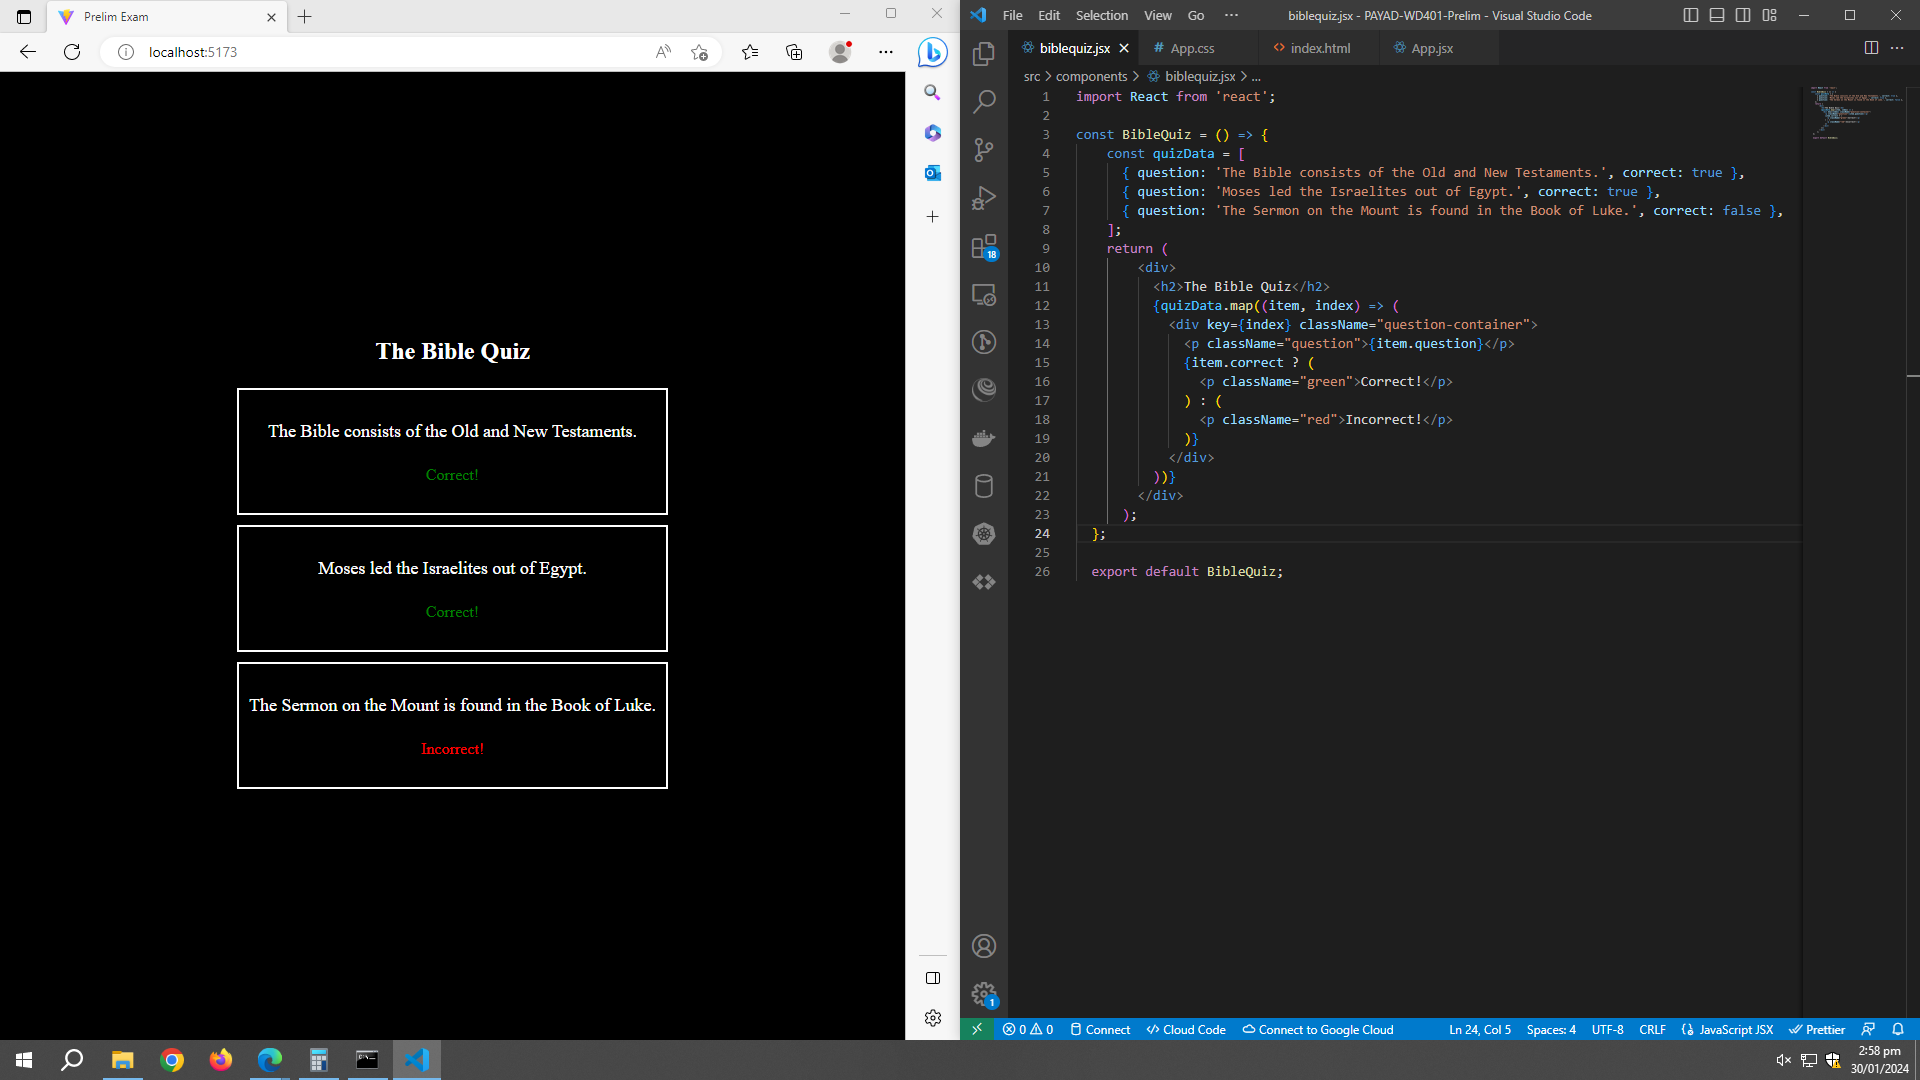 Prelim Exam
localhost:5173
The Bible Quiz
The Bible consists of the Old and New Testaments.
Correct!
Moses led the Israelites out of Egypt.
Correct!
The Sermon on the Mount is found in the Book of Luke.
Incorrect!
File Edit Selection View Go ··· biblequiz.jsx - PAYAD-WD401-Prelim - Visual Studio Code
biblequiz.jsx # App.css <> index.html App.jsx
src > components > biblequiz.jsx > ...
1 import React from 'react';
2
3 const BibleQuiz = () => {
4 const quizData = [
5 { question: 'The Bible consists of the Old and New Testaments.', correct: true },
6 { question: 'Moses led the Israelites out of Egypt.', correct: true },
7 { question: 'The Sermon on the Mount is found in the Book of Luke.', correct: false },
8 ];
9 return (
10 <div>
11 <h2>The Bible Quiz</h2>
12 {quizData.map((item, index) => (
13 <div key={index} className="question-container">
14 <p className="question">{item.question}</p>
15 {item.correct ? (
16 <p className="green">Correct!</p>
17 ) : (
18 <p className="red">Incorrect!</p>
19 )}
20 </div>
21 ))}
22 </div>
23 );
24 };
25
26 export default BibleQuiz;
18
1
0 0 Connect Cloud Code Connect to Google Cloud Ln 24, Col 5 Spaces: 4 UTF-8 CRLF JavaScript JSX Prettier
2:58 pm
30/01/2024